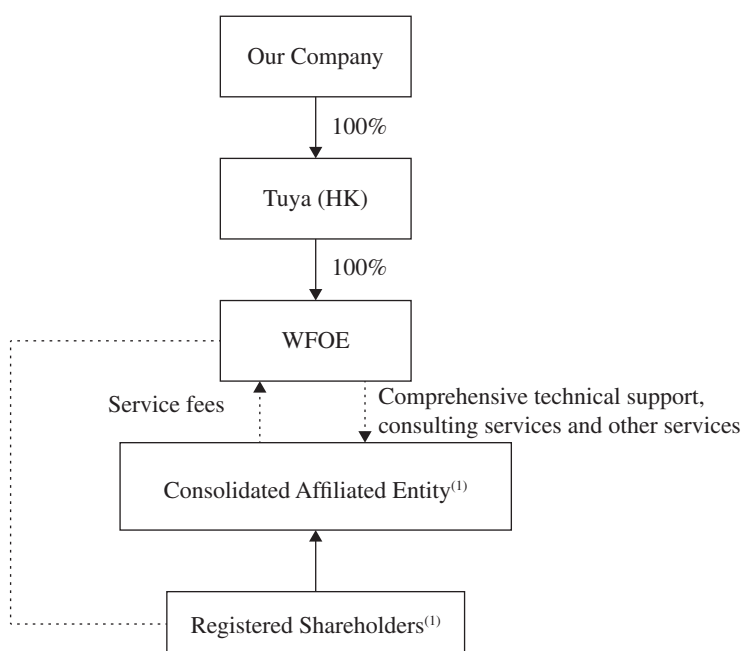 Our Company
100%
Tuya (HK)
100%
WFOE
Service fees
Comprehensive technical support,
consulting services and other services
Consolidated Affiliated Entity(1)
Registered Shareholders(1)